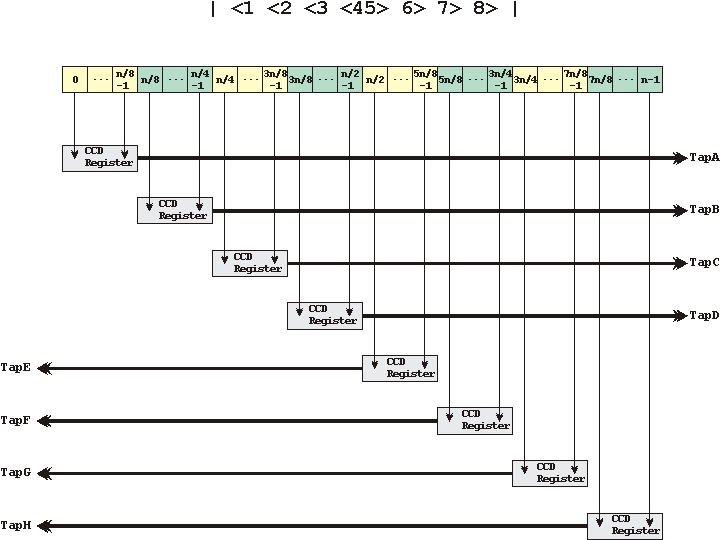 | <1 <2 <3 <45> 6> 7> 8> |
0 ... n/8 -1 n/8 ... n/4 -1 n/4 ... 3n/8 -1 3n/8 ... n/2 -1 n/2 ... 5n/8 -1 5n/8 ... 3n/4 -1 3n/4 ... 7n/8 -1 7n/8 ... n-1
CCD
Register
TapA
CCD
Register
TapB
CCD
Register
TapC
CCD
Register
TapD
TapE
CCD
Register
TapF
CCD
Register
TapG
CCD
Register
TapH
CCD
Register